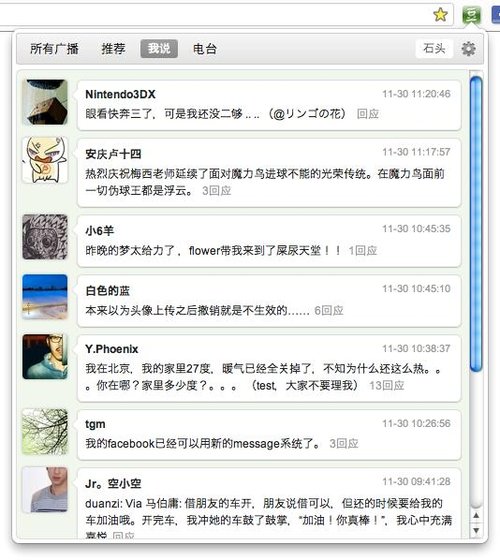 豆
所有广播 推荐 我说 电台 石头
Nintendo3DX 11-30 11:20:46
眼看快奔三了，可是我还没二够 .. .. （@リンゴの花） 回应
安庆卢十四 11-30 11:17:57
热烈庆祝梅西老师延续了面对魔力鸟进球不能的光荣传统。在魔力鸟面前
一切伪球王都是浮云。 3回应
小6羊 11-30 10:45:35
昨晚的梦太给力了，flower带我来到了屎尿天堂！！ 1回应
白色的蓝 11-30 10:45:10
本来以为头像上传之后撤销就是不生效的…… 6回应
Y.Phoenix 11-30 10:38:37
我在北京，我的家里27度，暖气已经全关掉了，不知为什么还这么热。。
。你在哪？家里多少度？。。。（test，大家不要理我） 13回应
tgm 11-30 10:26:56
我的facebook已经可以用新的message系统了。 3回应
Jr。空小空 11-30 09:41:28
duanzi: Via 马伯庸: 借朋友的车开，朋友说借可以，但还的时候要给我的
车加油哦。开完车，我冲她的车鼓了鼓掌，“加油！你真棒！”，我心中充满
喜悦 回应